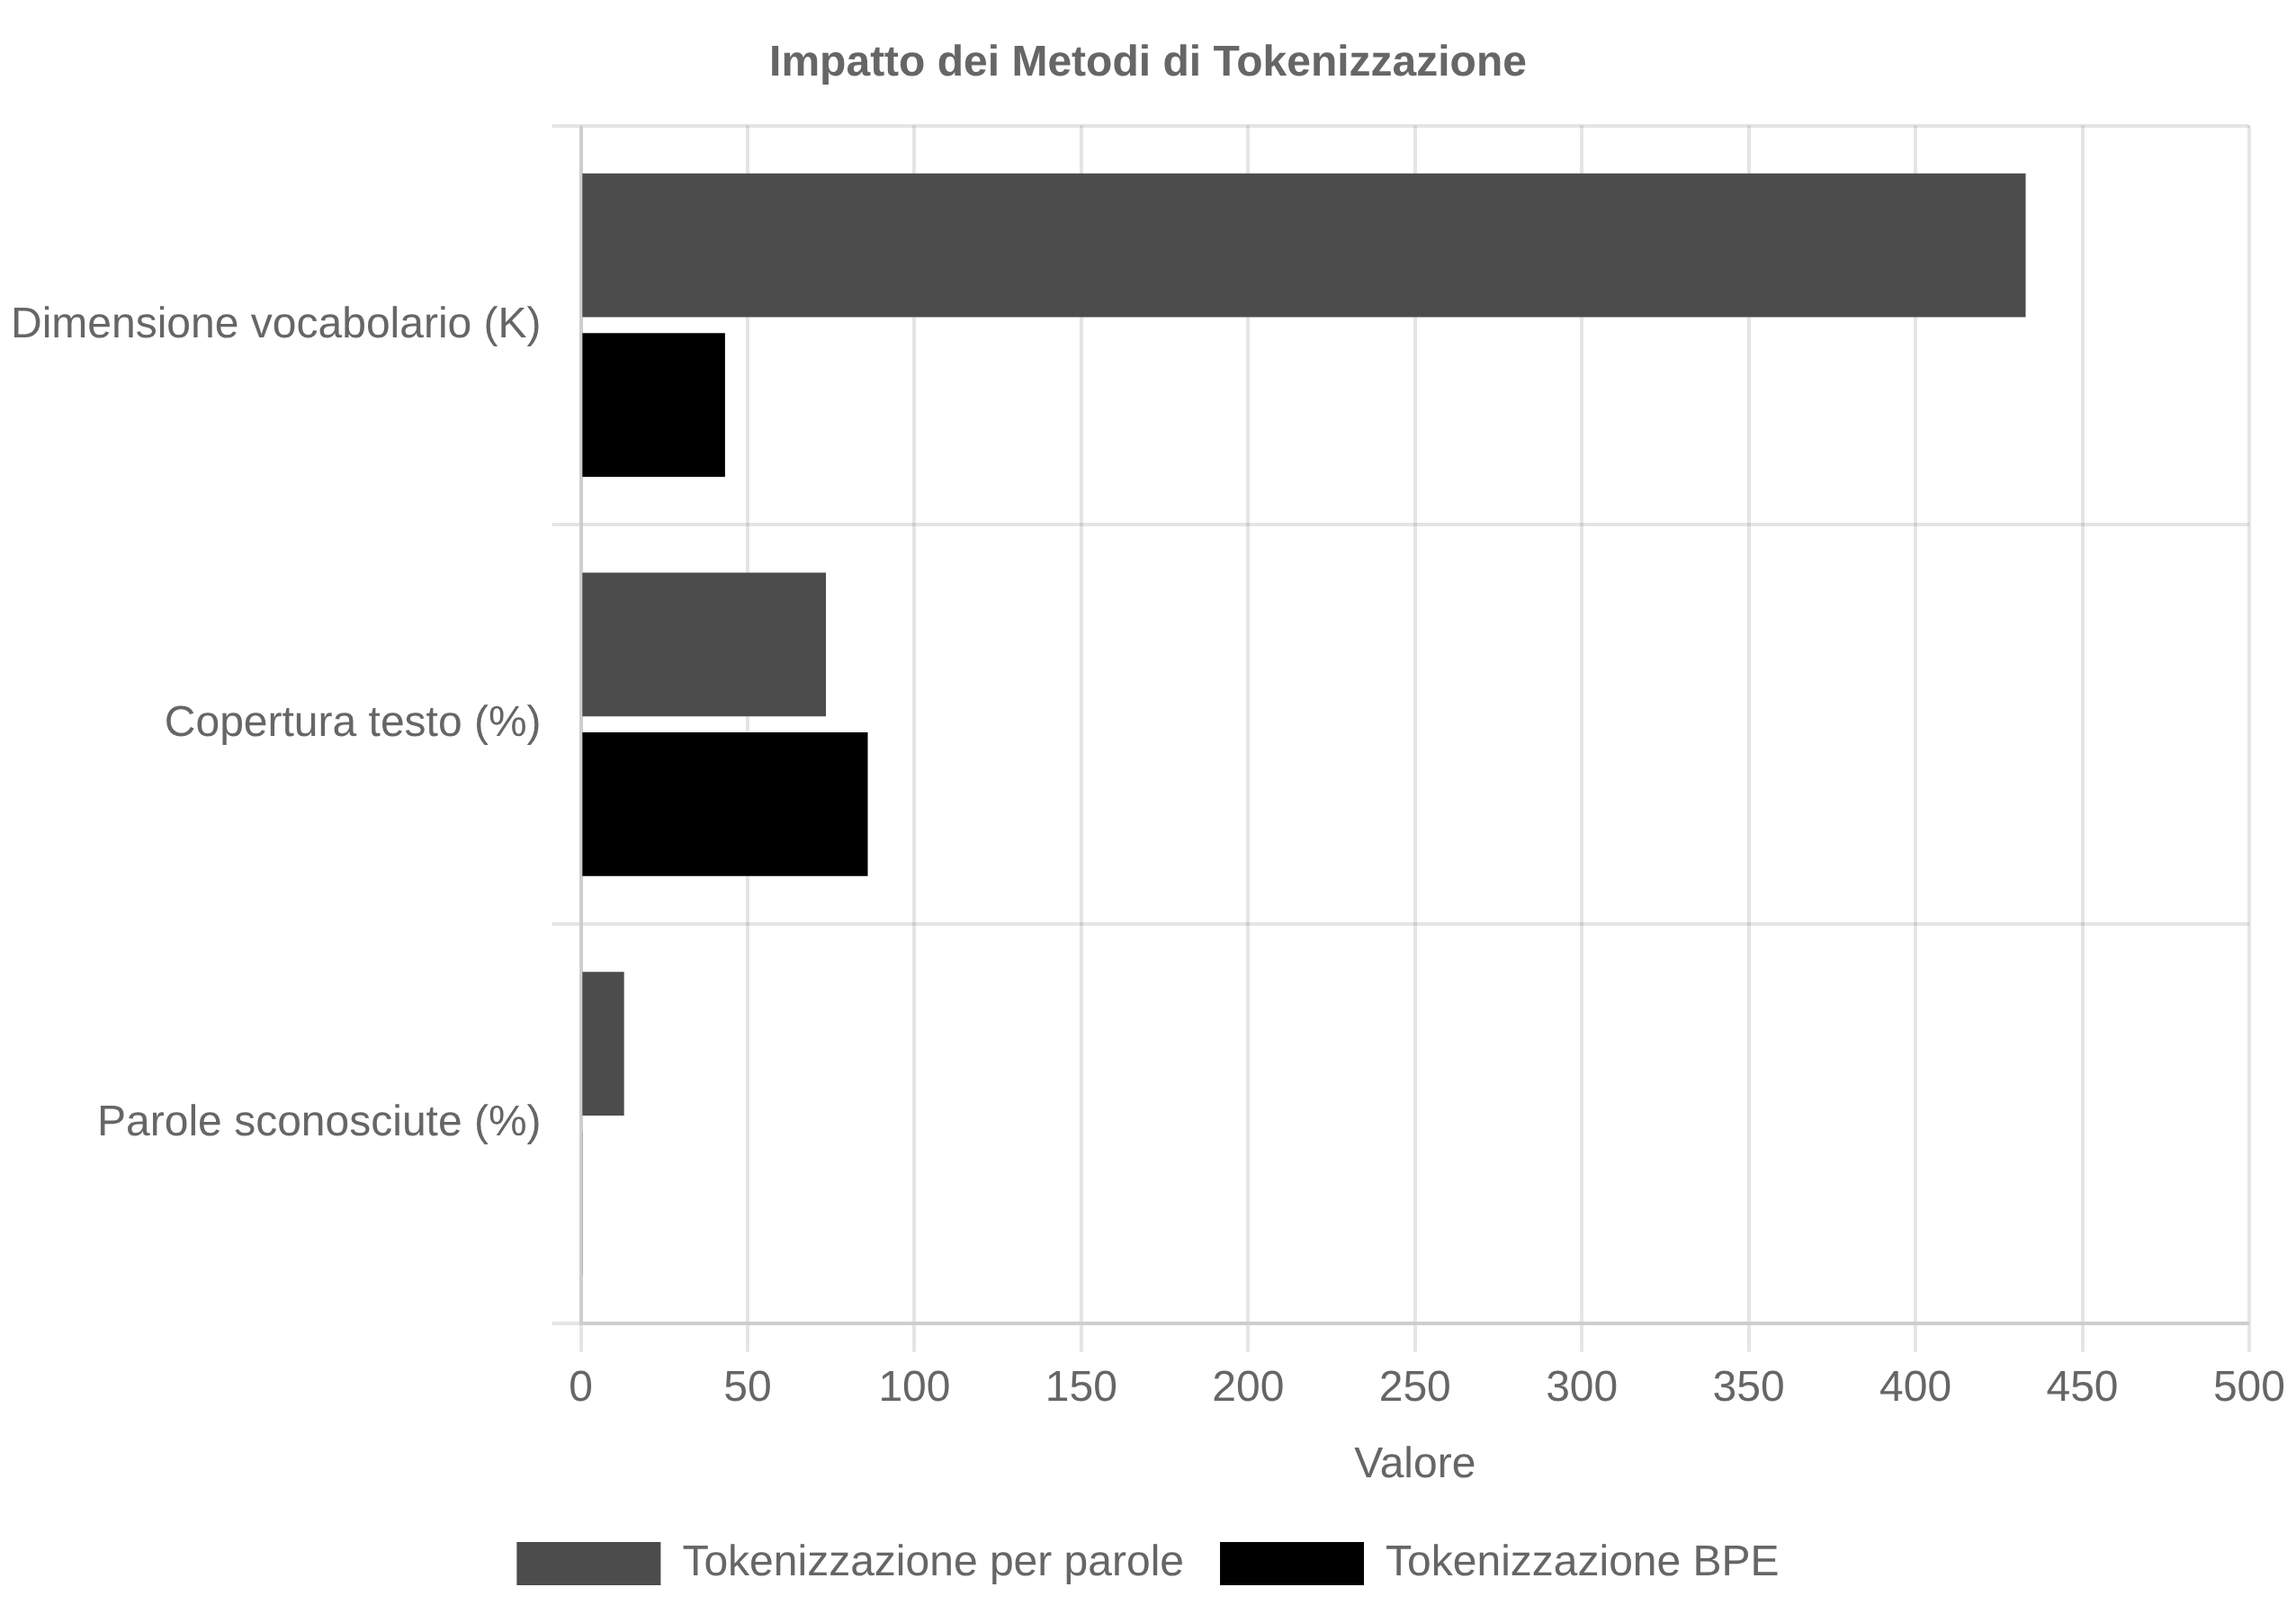 Impatto dei Metodi di Tokenizzazione
Dimensione vocabolario (K)
Copertura testo (%)
Parole sconosciute (%)
0 50 100 150 200 250 300 350 400 450 500
Valore
Tokenizzazione per parole Tokenizzazione BPE